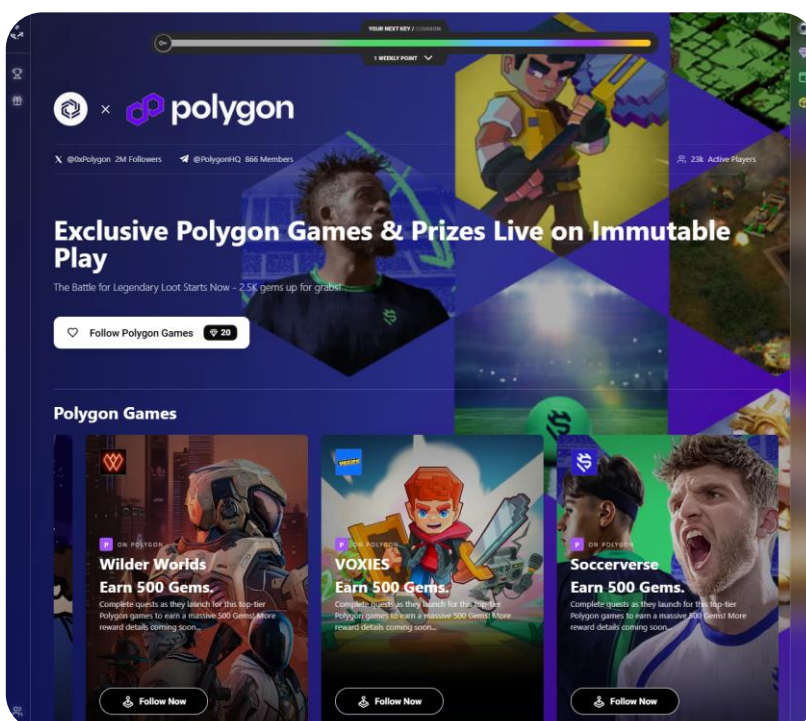 YOUR NEXT KEY / COMMON
1 WEEKLY POINT
× polygon
X @0xPolygon 2M Followers @PolygonHQ 866 Members 23k Active Players
Exclusive Polygon Games & Prizes Live on Immutable
Play
The Battle for Legendary Loot Starts Now - 2.5K gems up for grabs!
Follow Polygon Games 20
Polygon Games
P ON POLYGON
Wilder Worlds
Earn 500 Gems.
Complete quests as they launch for this top-tier
Polygon games to earn a massive 500 Gems! More
reward details coming soon...
Follow Now
VOXIES
P ON POLYGON
VOXIES
Earn 500 Gems.
Complete quests as they launch for this top-tier
Polygon games to earn a massive 500 Gems! More
reward details coming soon...
Follow Now
P ON POLYGON
Soccerverse
Earn 500 Gems.
Complete quests as they launch for this top-tier
Polygon games to earn a massive 500 Gems! More
reward details coming soon...
Follow Now